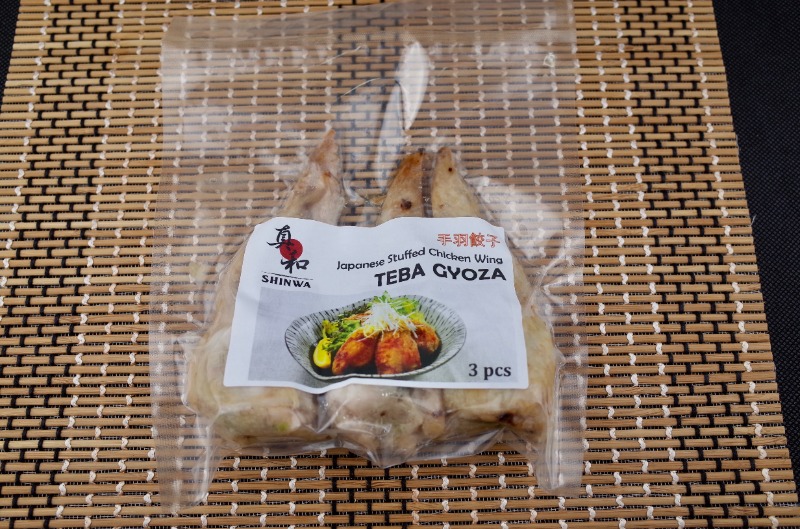 真和
SHINWA
手羽餃子
Japanese Stuffed Chicken Wing
TEBA GYOZA
3 pcs